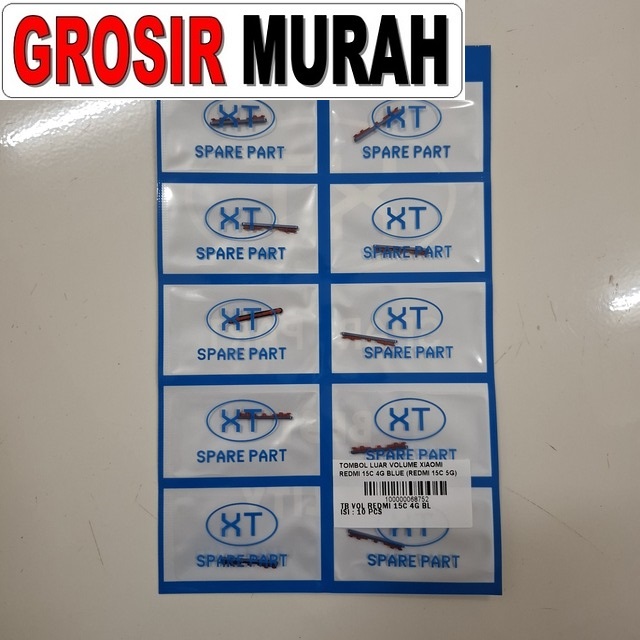 GROSIR MURAH
XT
SPARE PART
XT
SPARE PART
XT
SPARE PART
XT
SPARE PART
XT
SPARE PART
XT
SPARE PART
XT
SPARE PART
XT
TOMBOL LUAR VOLUME XIAOMI
REDMI 15C 4G BLUE (REDMI 15C 5G)
100000068752
TB VOL REDMI 15C 4G BL
ISI : 10 PCS
XT
SPARE PART
XT
SPARE PART